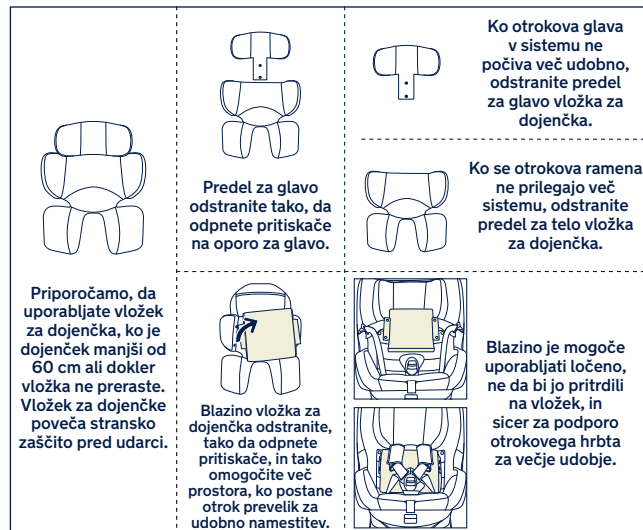 Priporočamo, da
uporabljate vložek
za dojenčka, ko je
dojenček manjši od
60 cm ali dokler
vložka ne preraste.
Vložek za dojenčke
poveča stransko
zaščito pred udarci.
Predel za glavo
odstranite tako, da
odpnete pritiskače
na oporo za glavo.
Blazino vložka za
dojenčka odstranite,
tako da odpnete
pritiskače, in tako
omogočite več
prostora, ko postane
otrok prevelik za
udobno namestitev.
Ko otrokova glava
v sistemu ne
počiva več udobno,
odstranite predel
za glavo vložka za
dojenčka.
Ko se otrokova ramena
ne prilegajo več
sistemu, odstranite
predel za telo vložka
za dojenčka.
Blazino je mogoče
uporabljati ločeno,
ne da bi jo pritrdili
na vložek, in
sicer za podporo
otrokovega hrbta
za večje udobje.